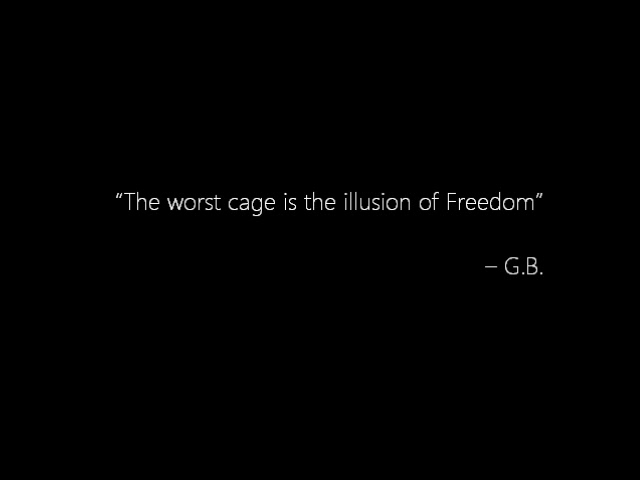 “The worst cage is the illusion of Freedom”
– G.B.